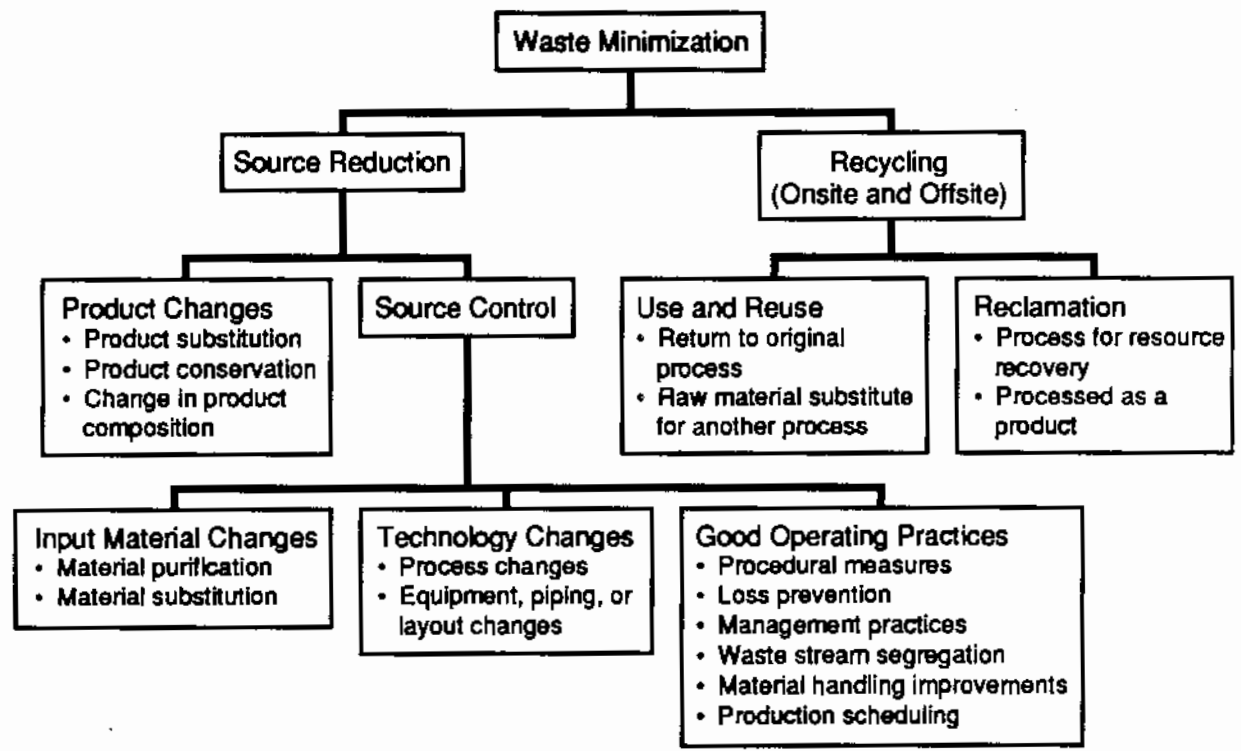 Waste Minimization
Source Reduction
Recycling
(Onsite and Offsite)
Product Changes
• Product substitution
• Product conservation
• Change in product
composition
Source Control
Use and Reuse
• Return to original
process
• Raw material substitute
for another process
Reclamation
• Process for resource
recovery
• Processed as a
product
Input Material Changes
• Material purification
• Material substitution
Technology Changes
• Process changes
• Equipment, piping, or
layout changes
Good Operating Practices
• Procedural measures
• Loss prevention
• Management practices
• Waste stream segregation
• Material handling improvements
• Production scheduling